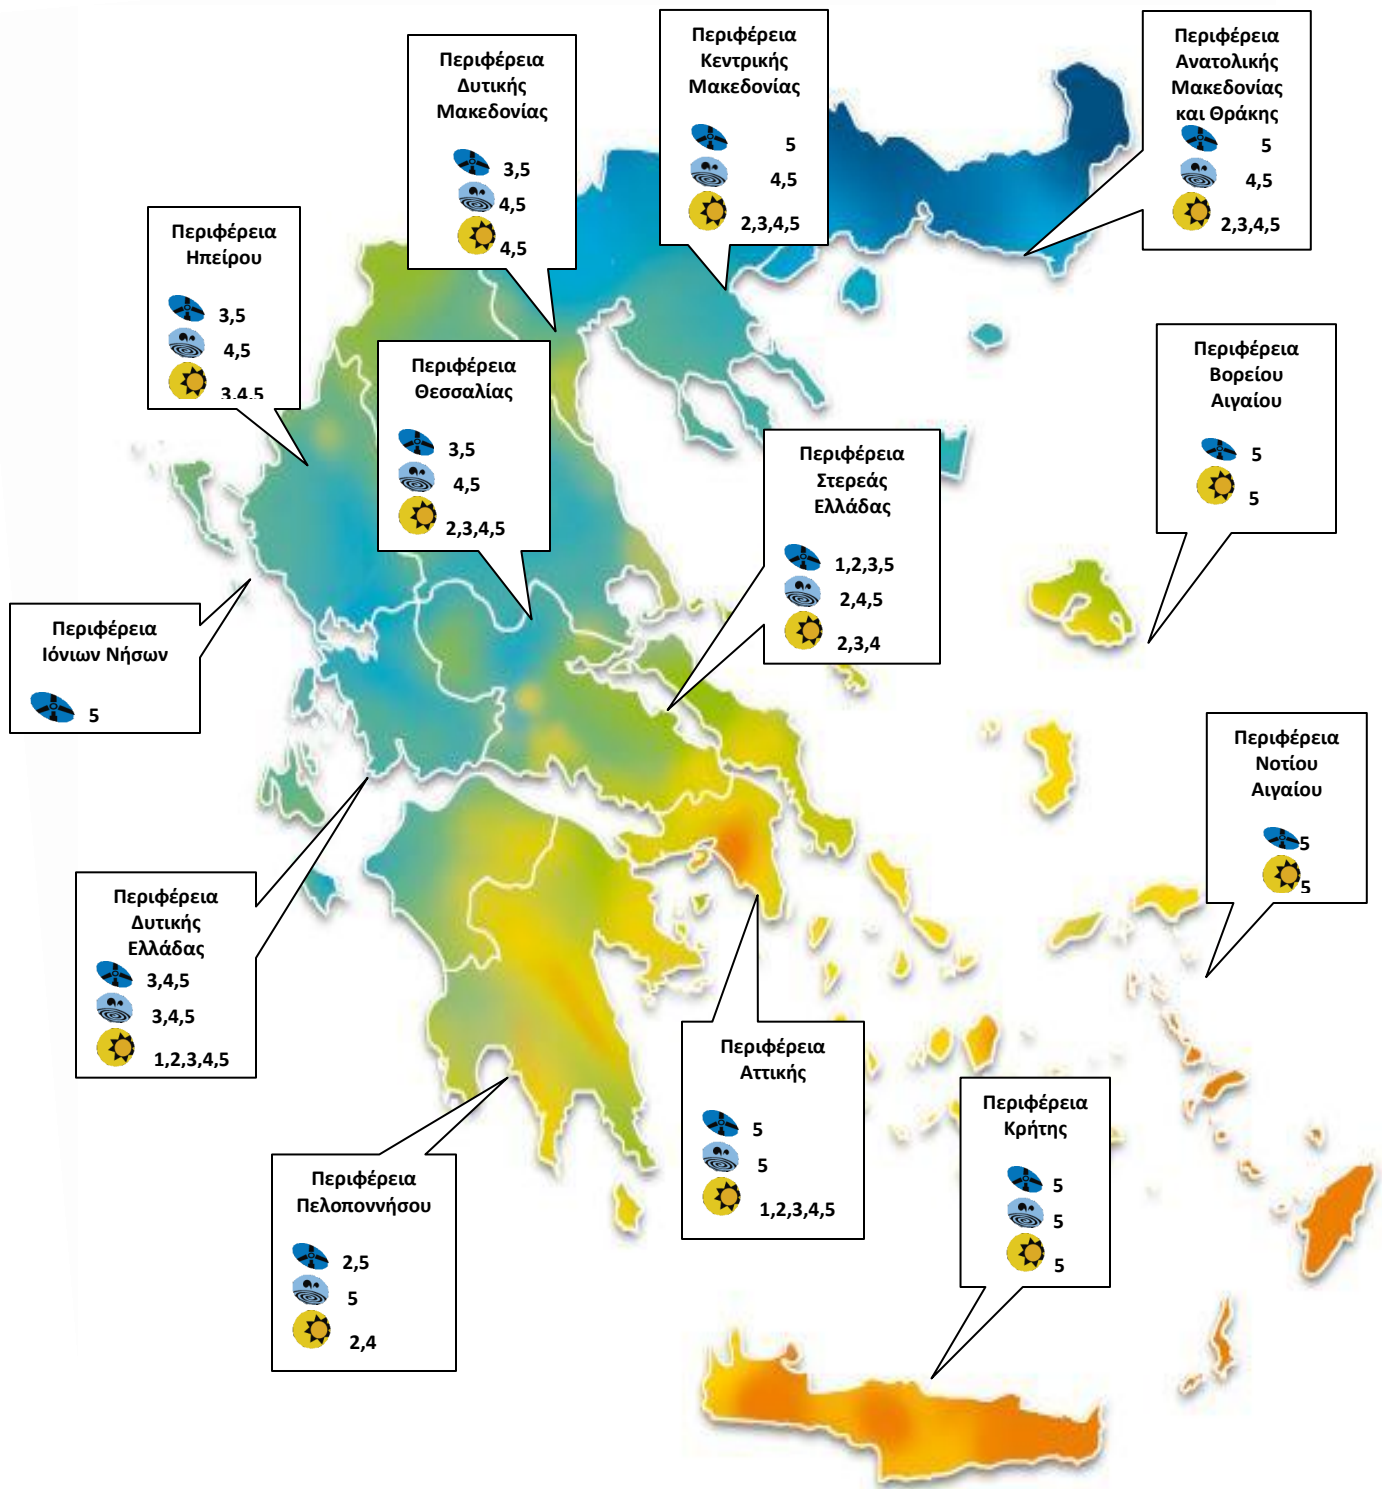 Περιφέρεια
Κεντρικής
Μακεδονίας
5
4,5
2,3,4,5
Περιφέρεια
Ανατολικής
Μακεδονίας
και Θράκης
5
4,5
2,3,4,5
Περιφέρεια
Δυτικής
Μακεδονίας
3,5
4,5
4,5
Περιφέρεια
Ηπείρου
3,5
4,5
3,4,5
Περιφέρεια
Θεσσαλίας
3,5
4,5
2,3,4,5
Περιφέρεια
Βορείου
Αιγαίου
5
5
Περιφέρεια
Στερεάς
Ελλάδας
1,2,3,5
2,4,5
2,3,4
Περιφέρεια
Ιόνιων Νήσων
5
Περιφέρεια
Νοτίου
Αιγαίου
5
5
Περιφέρεια
Δυτικής
Ελλάδας
3,4,5
3,4,5
1,2,3,4,5
Περιφέρεια
Αττικής
5
5
1,2,3,4,5
Περιφέρεια
Κρήτης
5
5
5
Περιφέρεια
Πελοποννήσου
2,5
5
2,4